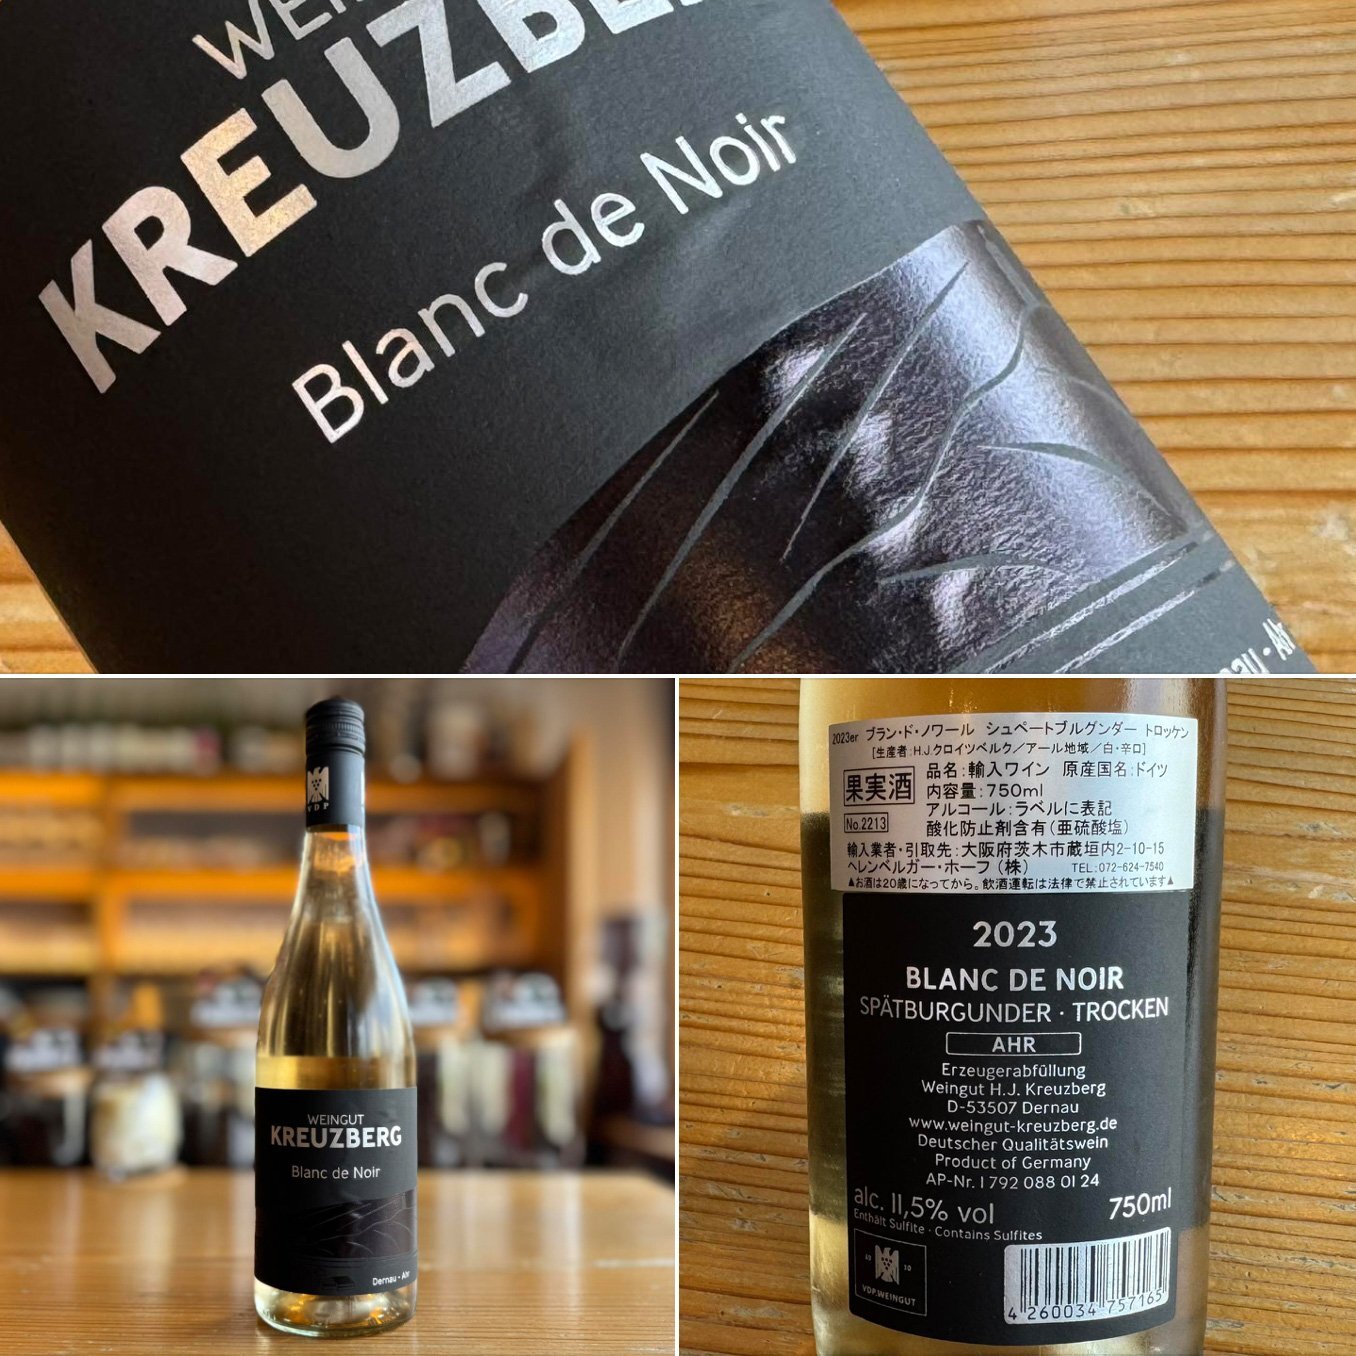 KREUZBE
Blanc de Noir
VDP
WEINGUT
KREUZBERG
Blanc de Noir
Dernau - Ahr
2023er ブラン・ド・ノワール シュペートブルグンダー トロッケン
[生産者:H.J.クロイツベルク/アール地域/白・辛口]
果実酒
品名:輸入ワイン 原産国名:ドイツ
内容量:750ml
アルコール:ラベルに表記
No.2213
酸化防止剤含有(亜硫酸塩)
輸入業者・引取先:大阪府茨木市蔵垣内2-10-15
ヘレンベルガー・ホーフ(株) TEL:072-624-7540
▲お酒は20歳になってから。飲酒運転は法律で禁止されています▲
2023
BLANC DE NOIR
SPÄTBURGUNDER · TROCKEN
AHR
Erzeugerabfüllung
Weingut H.J. Kreuzberg
D-53507 Dernau
www.weingut-kreuzberg.de
Deutscher Qualitätswein
Product of Germany
AP-Nr. 1 792 088 01 24
alc. 11,5% vol 750ml
Enthält Sulfite · Contains Sulfites
19 10
VDP.WEINGUT
4 260034 757165